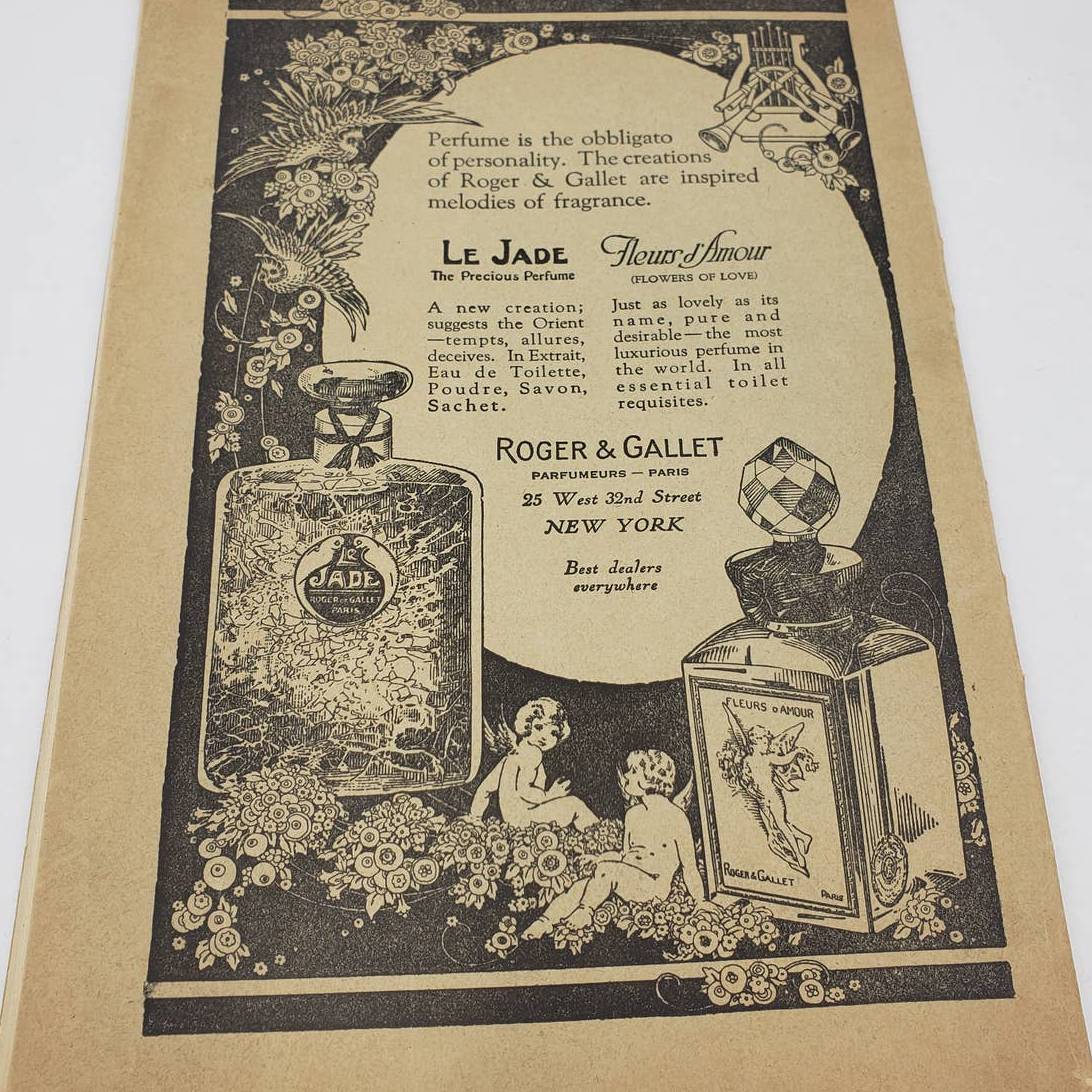 Perfume is the obbligato
of personality. The creations
of Roger & Gallet are inspired
melodies of fragrance.
LE JADE
The Precious Perfume
A new creation;
suggests the Orient
—tempts, allures,
deceives. In Extrait,
Eau de Toilette,
Poudre, Savon,
Sachet.
Fleurs d'Amour
(FLOWERS OF LOVE)
Just as lovely as its
name, pure and
desirable—the most
luxurious perfume in
the world. In all
essential toilet
requisites.
ROGER & GALLET
PARFUMEURS — PARIS
25 West 32nd Street
NEW YORK
Best dealers
everywhere
LE
JADE
ROGER ET GALLET
PARIS
FLEURS D'AMOUR
ROGER & GALLET
PARIS